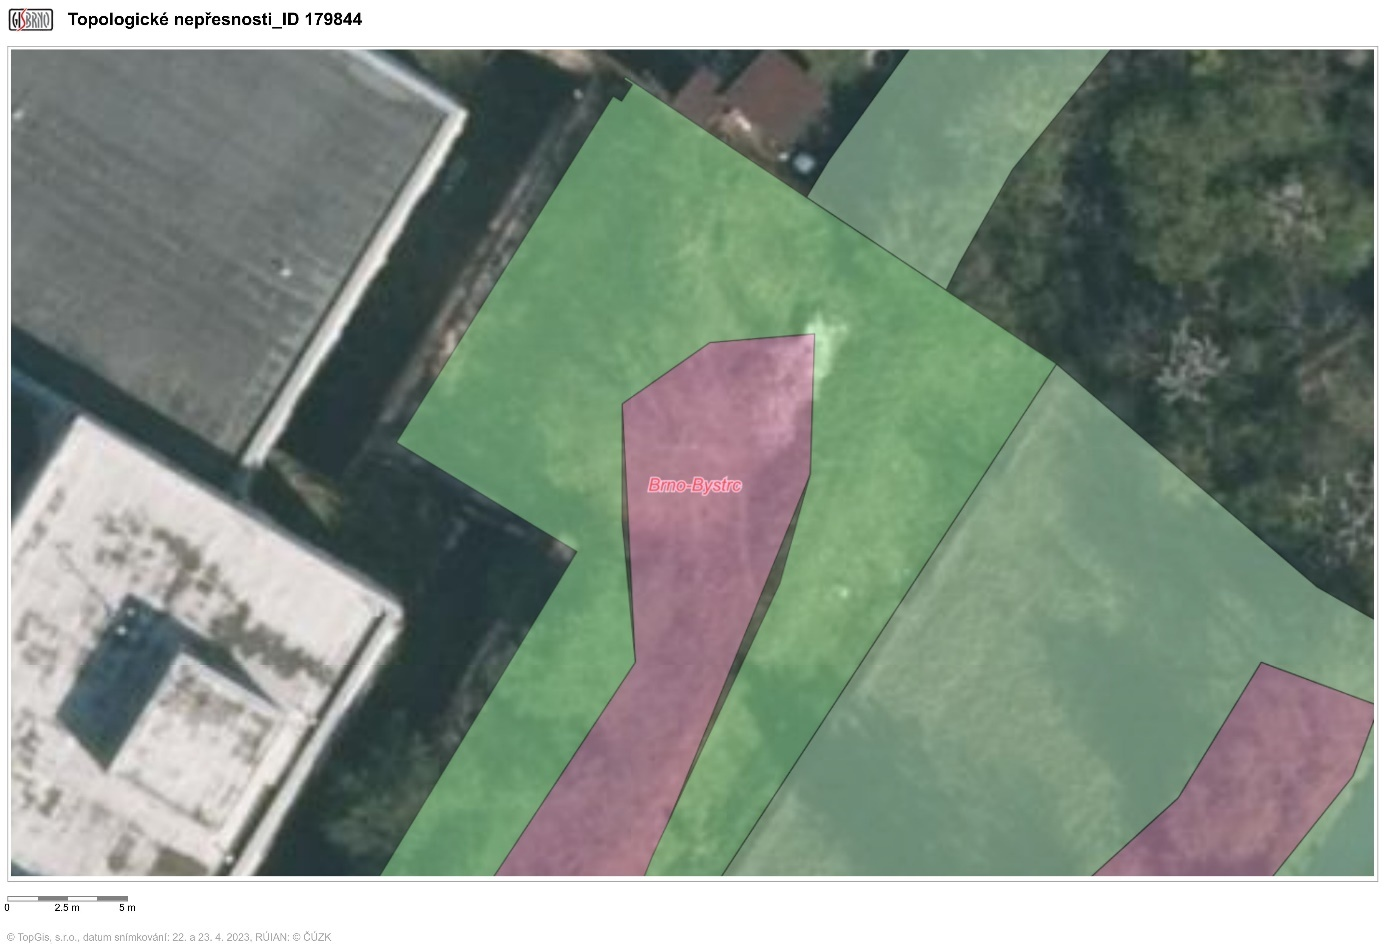 GISBRNO
Topologické nepřesnosti_ID 179844
Brno-Bystrc
0 2.5 m 5 m
© TopGis, s.r.o., datum snímkování: 22. a 23. 4. 2023, RÚIAN: © ČÚZK